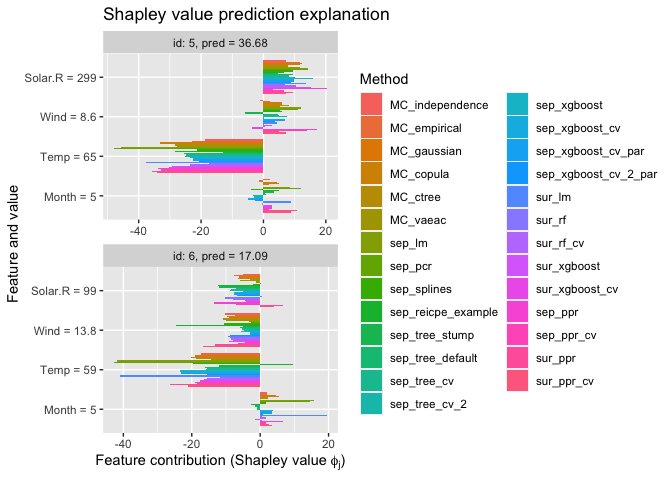 Shapley value prediction explanation
id: 5, pred = 36.68
Solar.R = 299
Wind = 8.6
Temp = 65
Month = 5
-40
-20
0
20
id: 6, pred = 17.09
Solar.R = 99
Wind = 13.8
Temp = 59
Month = 5
-40
-20
0
20
Feature contribution (Shapley value ϕj)
Feature and value
Method
MC_independence
MC_empirical
MC_gaussian
MC_copula
MC_ctree
MC_vaeac
sep_lm
sep_pcr
sep_splines
sep_reicpe_example
sep_tree_stump
sep_tree_default
sep_tree_cv
sep_tree_cv_2
sep_xgboost
sep_xgboost_cv
sep_xgboost_cv_par
sep_xgboost_cv_2_par
sur_lm
sur_rf
sur_rf_cv
sur_xgboost
sur_xgboost_cv
sep_ppr
sep_ppr_cv
sur_ppr
sur_ppr_cv